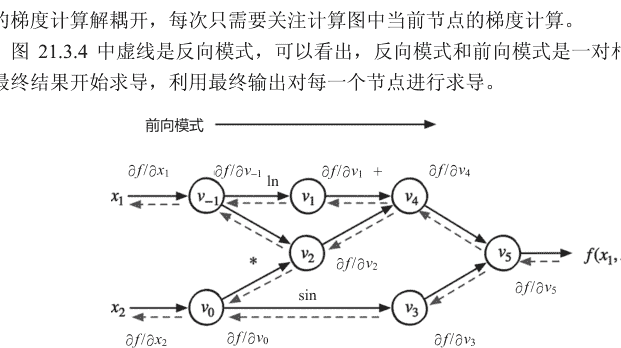 的梯度计算解耦开，每次只需要关注计算图中当前节点的梯度计算。
图 21.3.4 中虚线是反向模式，可以看出，反向模式和前向模式是一对
最终结果开始求导，利用最终输出对每一个节点进行求导。
前向模式
∂f/∂x₁ ∂f/∂v₋₁ ln ∂f/∂v₁ + ∂f/∂v₄
x₁ v₋₁ v₁ v₄
* v₂ ∂f/∂v₂ v₅ f(x₁,
∂f/∂v₅
sin
x₂ v₀ v₃
∂f/∂x₂ ∂f/∂v₀ ∂f/∂v₃